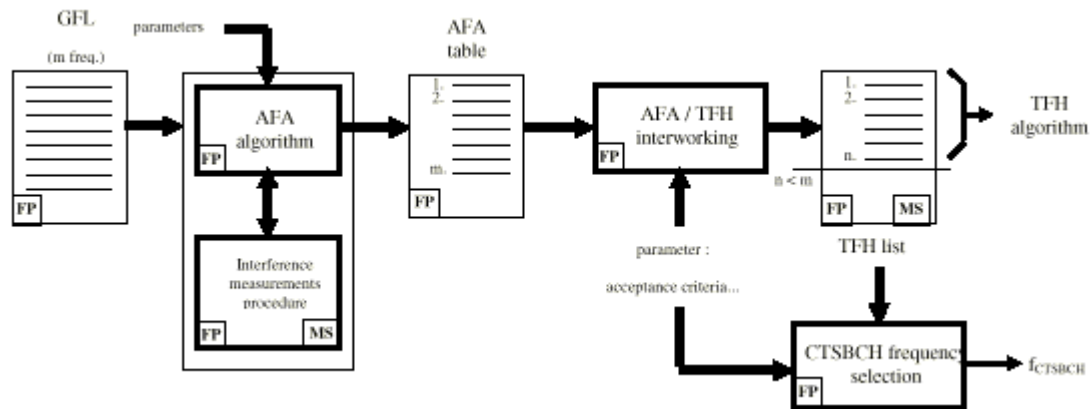 GFL
(m freq.)
FP
parameters
AFA
algorithm
FP
Interference
measurements
procedure
FP
MS
AFA
table
1.
2.
m.
FP
AFA / TFH
interworking
FP
n < m
1.
2.
n.
FP
MS
TFH list
TFH
algorithm
parameter :
acceptance criteria...
CTSBCH frequency
selection
FP
fCTSBCH